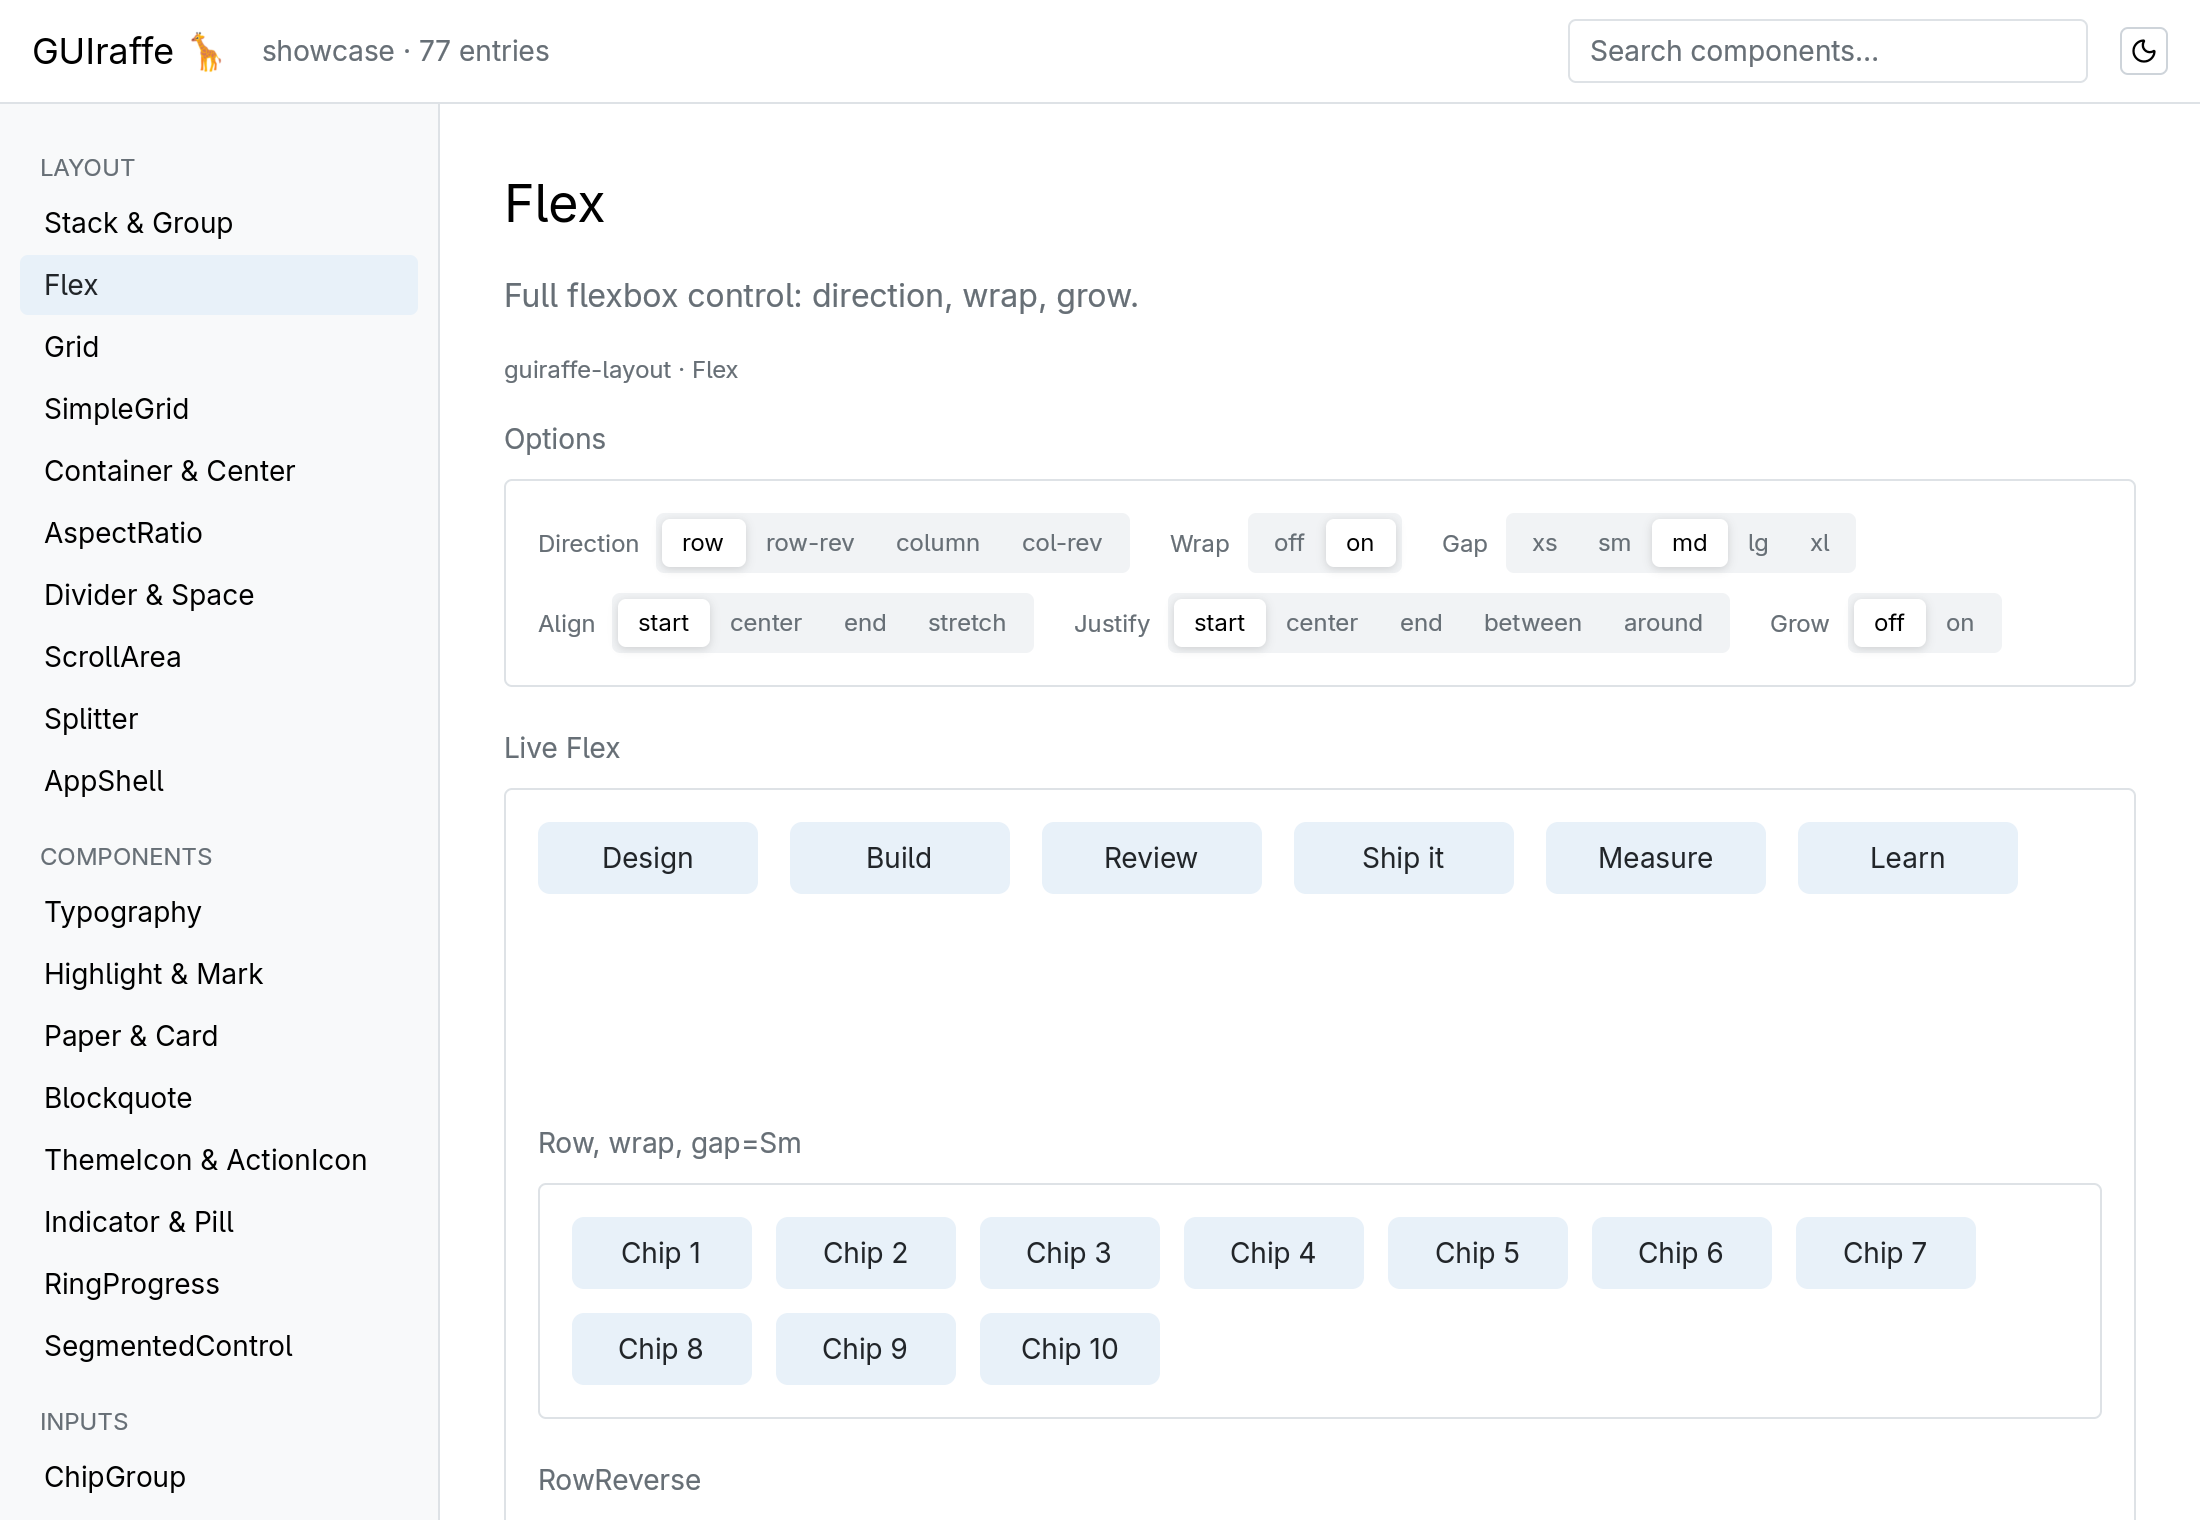 GUIraffe 🦒 showcase · 77 entries Search components...
LAYOUT
Stack & Group
Flex
Grid
SimpleGrid
Container & Center
AspectRatio
Divider & Space
ScrollArea
Splitter
AppShell
COMPONENTS
Typography
Highlight & Mark
Paper & Card
Blockquote
ThemeIcon & ActionIcon
Indicator & Pill
RingProgress
SegmentedControl
INPUTS
ChipGroup
Flex
Full flexbox control: direction, wrap, grow.
guiraffe-layout · Flex
Options
Direction row row-rev column col-rev Wrap off on Gap xs sm md lg xl
Align start center end stretch Justify start center end between around Grow off on
Live Flex
Design Build Review Ship it Measure Learn
Row, wrap, gap=Sm
Chip 1 Chip 2 Chip 3 Chip 4 Chip 5 Chip 6 Chip 7
Chip 8 Chip 9 Chip 10
RowReverse